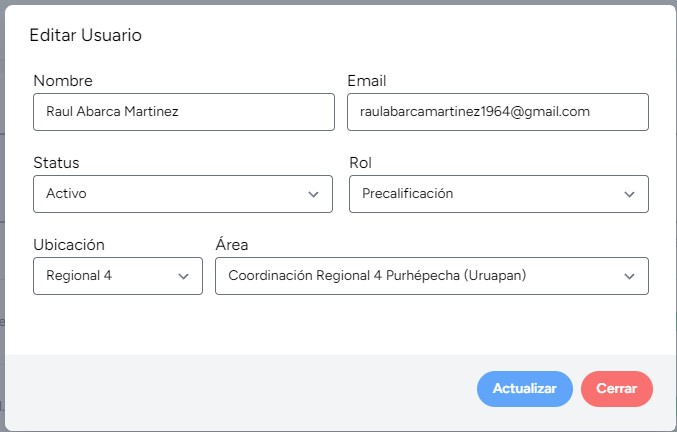 Editar Usuario
Nombre
Email
Raul Abarca Martinez
raulabarcamartinez1964@gmail.com
Status
Rol
Activo
Precalificación
Ubicación
Área
Regional 4
Coordinación Regional 4 Purhépecha (Uruapan)
Actualizar
Cerrar